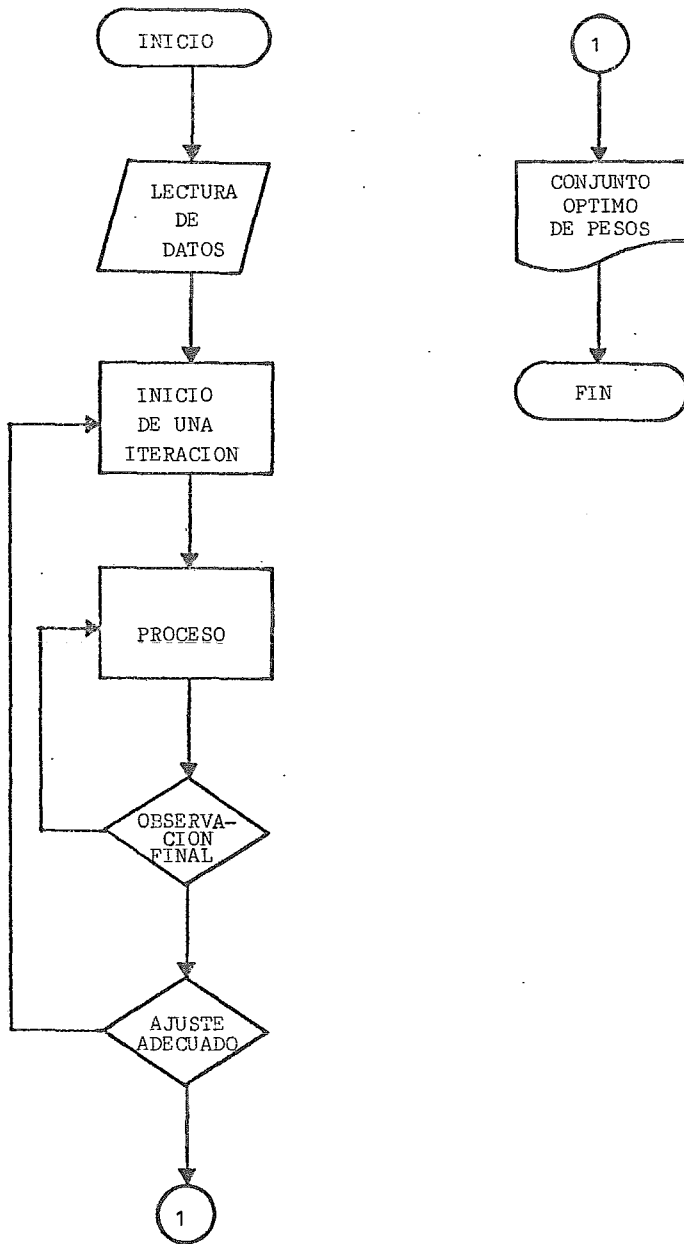 INICIO
LECTURA
DE
DATOS
INICIO
DE UNA
ITERACION
PROCESO
OBSERVA-
CION
FINAL
AJUSTE
ADECUADO
1
1
CONJUNTO
OPTIMO
DE PESOS
FIN